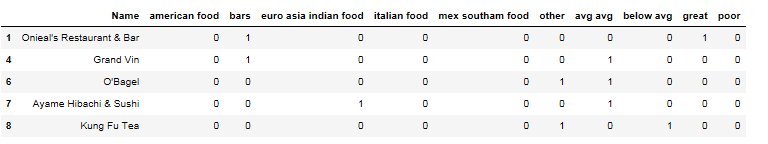 Name american food bars euro asia indian food italian food mex southam food other avg avg below avg great poor
1 Onieal's Restaurant & Bar 0 1 0 0 0 0 0 0 1 0
4 Grand Vin 0 1 0 0 0 0 1 0 0 0
6 O'Bagel 0 0 0 0 0 1 1 0 0 0
7 Ayame Hibachi & Sushi 0 0 1 0 0 0 1 0 0 0
8 Kung Fu Tea 0 0 0 0 0 1 0 1 0 0